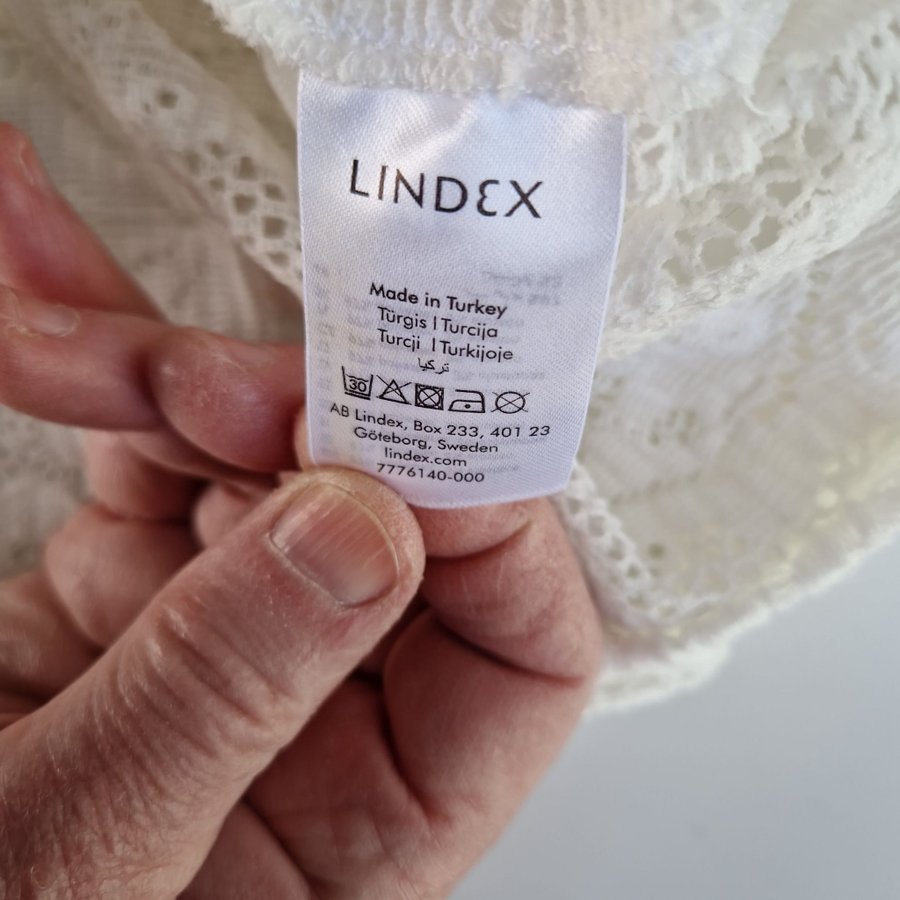 LINDEX
Made in Turkey
Türgis | Turcija
Turcji | Turkijoje
تركيا
30
AB Lindex, Box 233, 401 23
Göteborg, Sweden
lindex.com
7776140-000